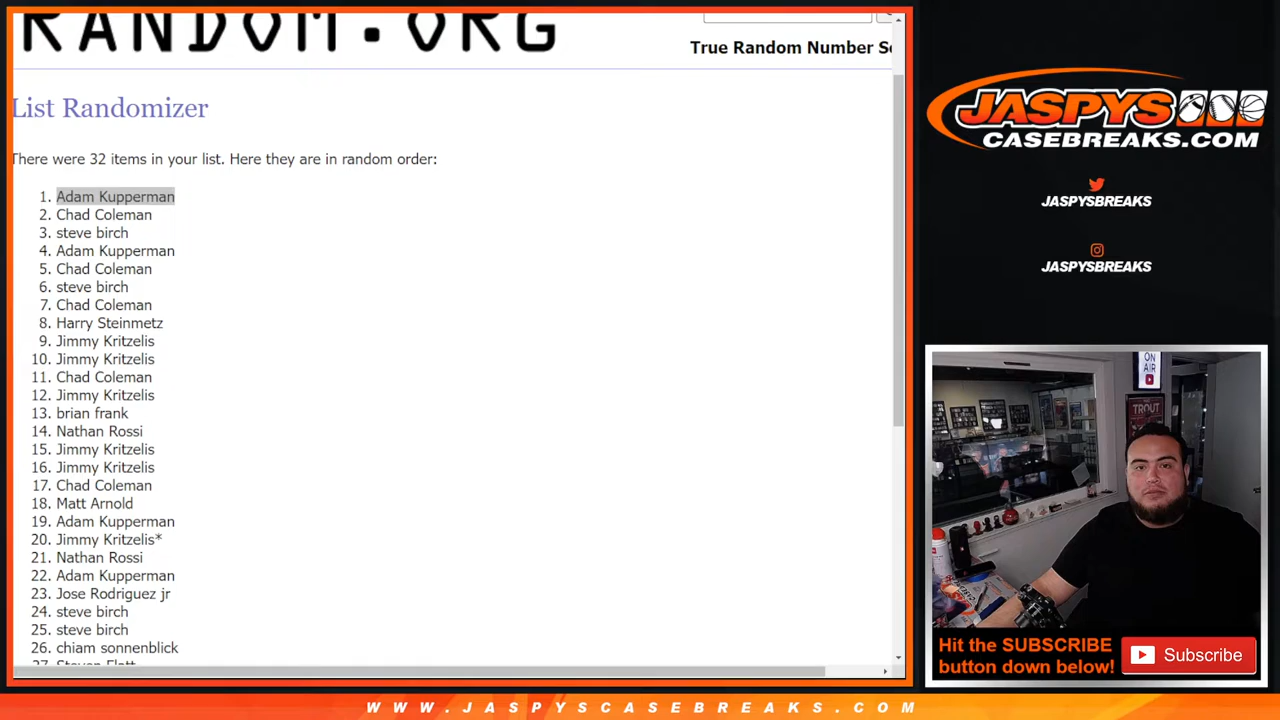 RANDOM.ORG
True Random Number Se
List Randomizer
There were 32 items in your list. Here they are in random order:
1. Adam Kupperman
2. Chad Coleman
3. steve birch
4. Adam Kupperman
5. Chad Coleman
6. steve birch
7. Chad Coleman
8. Harry Steinmetz
9. Jimmy Kritzelis
10. Jimmy Kritzelis
11. Chad Coleman
12. Jimmy Kritzelis
13. brian frank
14. Nathan Rossi
15. Jimmy Kritzelis
16. Jimmy Kritzelis
17. Chad Coleman
18. Matt Arnold
19. Adam Kupperman
20. Jimmy Kritzelis*
21. Nathan Rossi
22. Adam Kupperman
23. Jose Rodriguez jr
24. steve birch
25. steve birch
26. chiam sonnenblick
27. Steven Flatt
JASPYS
CASEBREAKS.COM
JASPYSBREAKS
JASPYSBREAKS
ON
AIR
TROUT
Hit the SUBSCRIBE
button down below!
Subscribe
WWW.JASPYSCASEBREAKS.COM